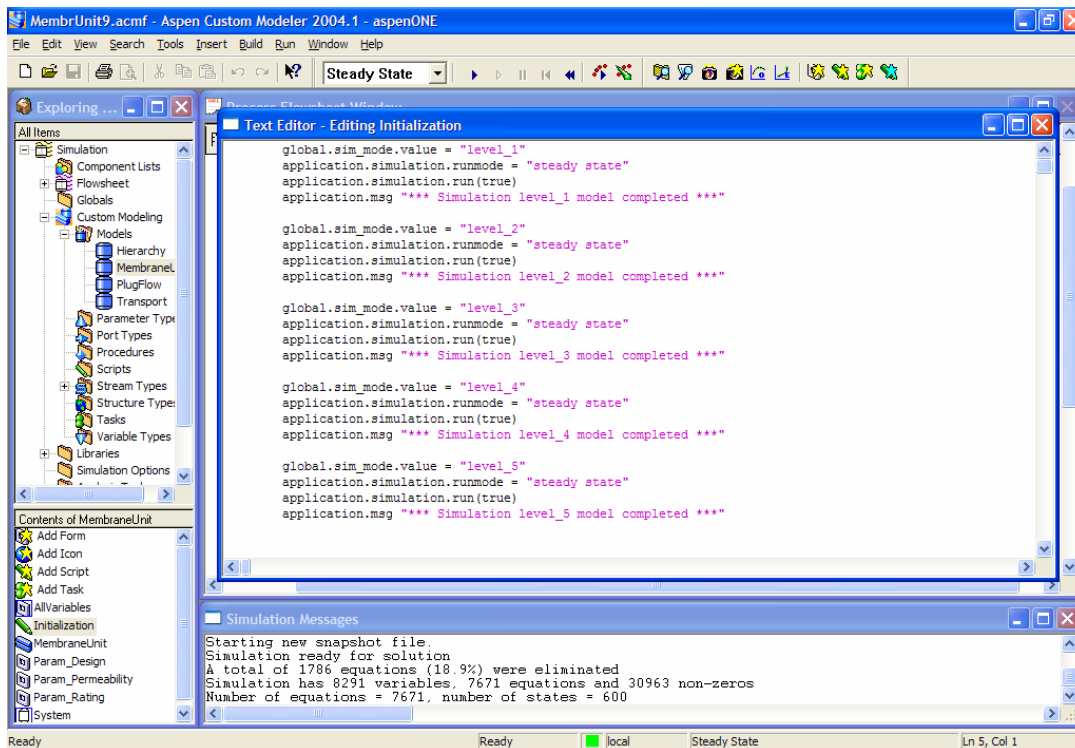 MembrUnit9.acmf - Aspen Custom Modeler 2004.1 - aspenONE
File Edit View Search Tools Insert Build Run Window Help
Steady State
Exploring ...
All Items
Simulation
Component Lists
Flowsheet
Globals
Custom Modeling
Models
Hierarchy
MembraneU
PlugFlow
Transport
Parameter Type
Port Types
Procedures
Scripts
Stream Types
Structure Types
Tasks
Variable Types
Libraries
Simulation Options
Contents of MembraneUnit
Add Form
Add Icon
Add Script
Add Task
AllVariables
Initialization
MembraneUnit
Param_Design
Param_Permeability
Param_Rating
System
Process Flowsheet Window
Text Editor - Editing Initialization
global.sim_mode.value = "level_1"
application.simulation.runmode = "steady state"
application.simulation.run(true)
application.msg "*** Simulation level_1 model completed ***"
global.sim_mode.value = "level_2"
application.simulation.runmode = "steady state"
application.simulation.run(true)
application.msg "*** Simulation level_2 model completed ***"
global.sim_mode.value = "level_3"
application.simulation.runmode = "steady state"
application.simulation.run(true)
application.msg "*** Simulation level_3 model completed ***"
global.sim_mode.value = "level_4"
application.simulation.runmode = "steady state"
application.simulation.run(true)
application.msg "*** Simulation level_4 model completed ***"
global.sim_mode.value = "level_5"
application.simulation.runmode = "steady state"
application.simulation.run(true)
application.msg "*** Simulation level_5 model completed ***"
Simulation Messages
Starting new snapshot file.
Simulation ready for solution
A total of 1786 equations (18.9%) were eliminated
Simulation has 8291 variables, 7671 equations and 30963 non-zeros
Number of equations = 7671, number of states = 600
Ready
Ready
local
Steady State
Ln 5, Col 1